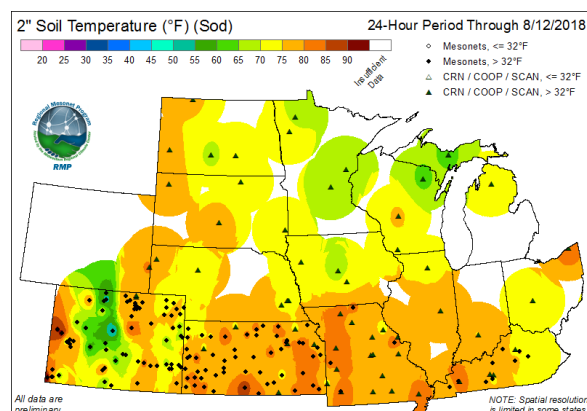 2" Soil Temperature (°F) (Sod)
24-Hour Period Through 8/12/2018
20 25 30 35 40 45 50 55 60 65 70 75 80 85 90
Insufficient
Data
Mesonets, <= 32°F
Mesonets, > 32°F
CRN / COOP / SCAN, <= 32°F
CRN / COOP / SCAN, > 32°F
Regional Mesonet Program
RMP
All data are
preliminary
NOTE: Spatial resolution
is limited in some states